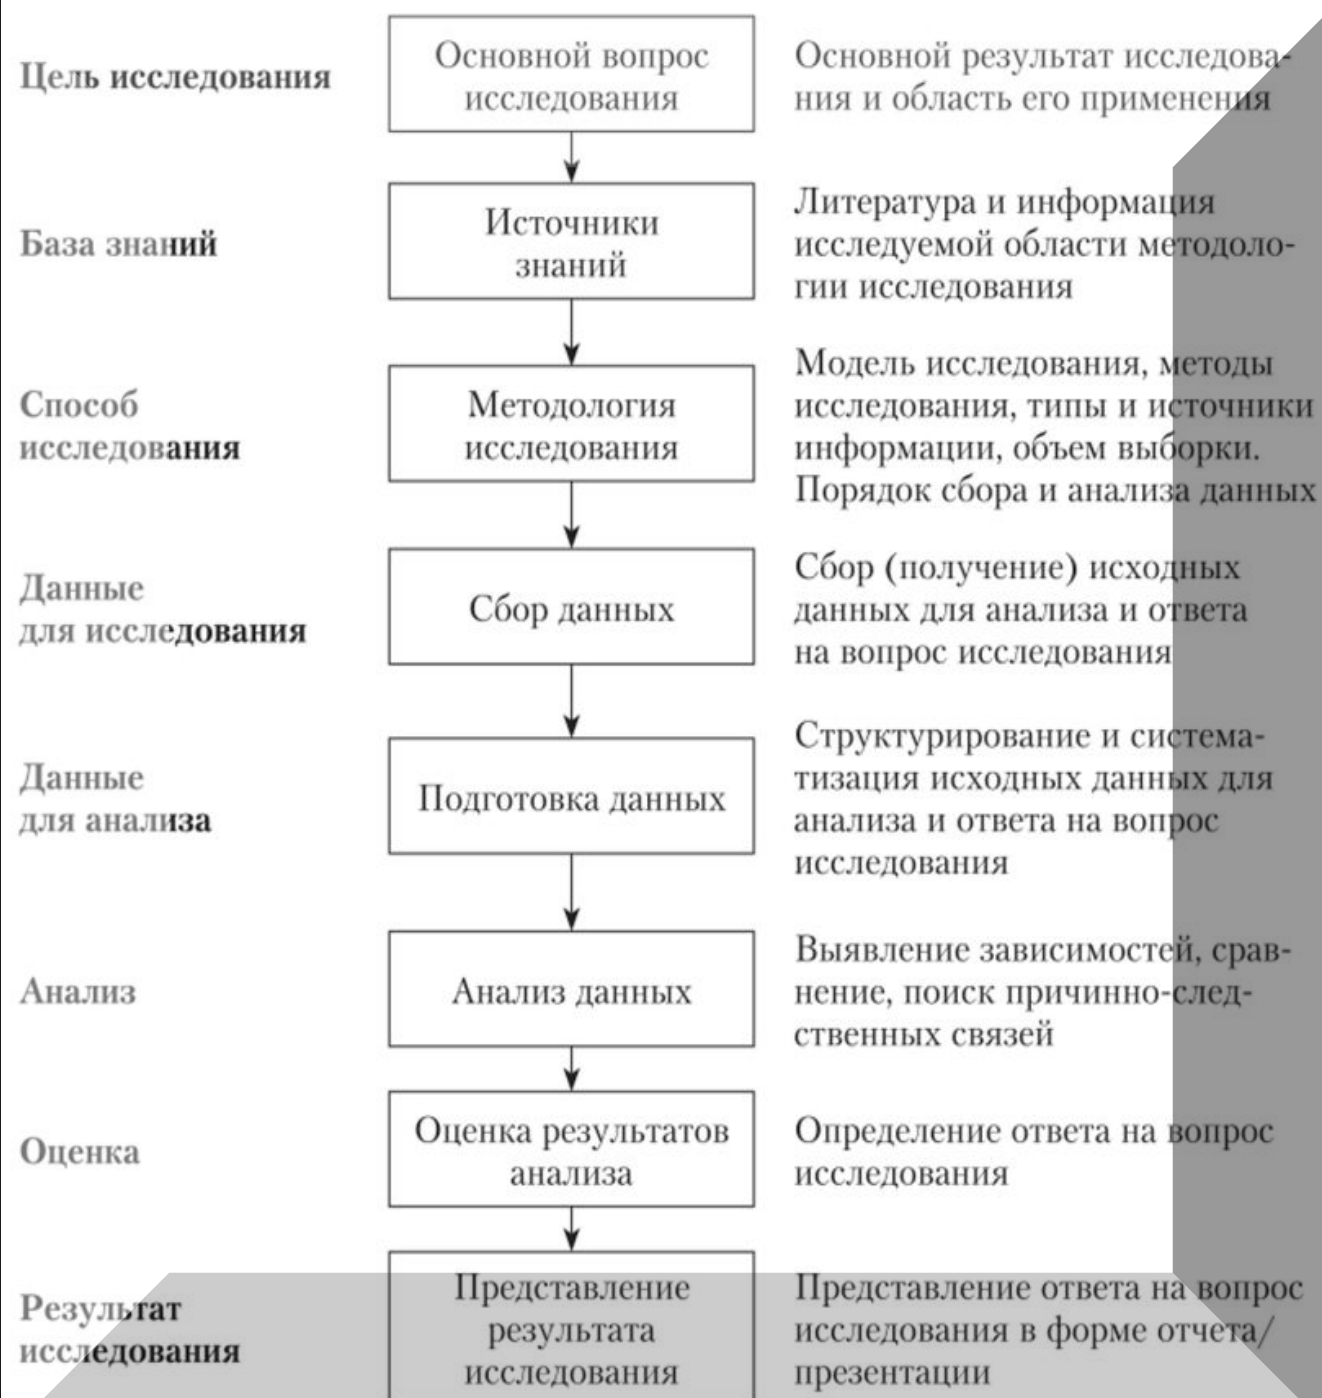 Цель исследования
Основной вопрос
исследования
Основной результат исследова-
ния и область его применения
База знаний
Источники
знаний
Литература и информация
исследуемой области методоло-
гии исследования
Способ
исследования
Методология
исследования
Модель исследования, методы
исследования, типы и источники
информации, объем выборки.
Порядок сбора и анализа данных
Данные
для исследования
Сбор данных
Сбор (получение) исходных
данных для анализа и ответа
на вопрос исследования
Данные
для анализа
Подготовка данных
Структурирование и система-
тизация исходных данных для
анализа и ответа на вопрос
исследования
Анализ
Анализ данных
Выявление зависимостей, срав-
нение, поиск причинно-след-
ственных связей
Оценка
Оценка результатов
анализа
Определение ответа на вопрос
исследования
Результат
исследования
Представление
результата
исследования
Представление ответа на вопрос
исследования в форме отчета/
презентации